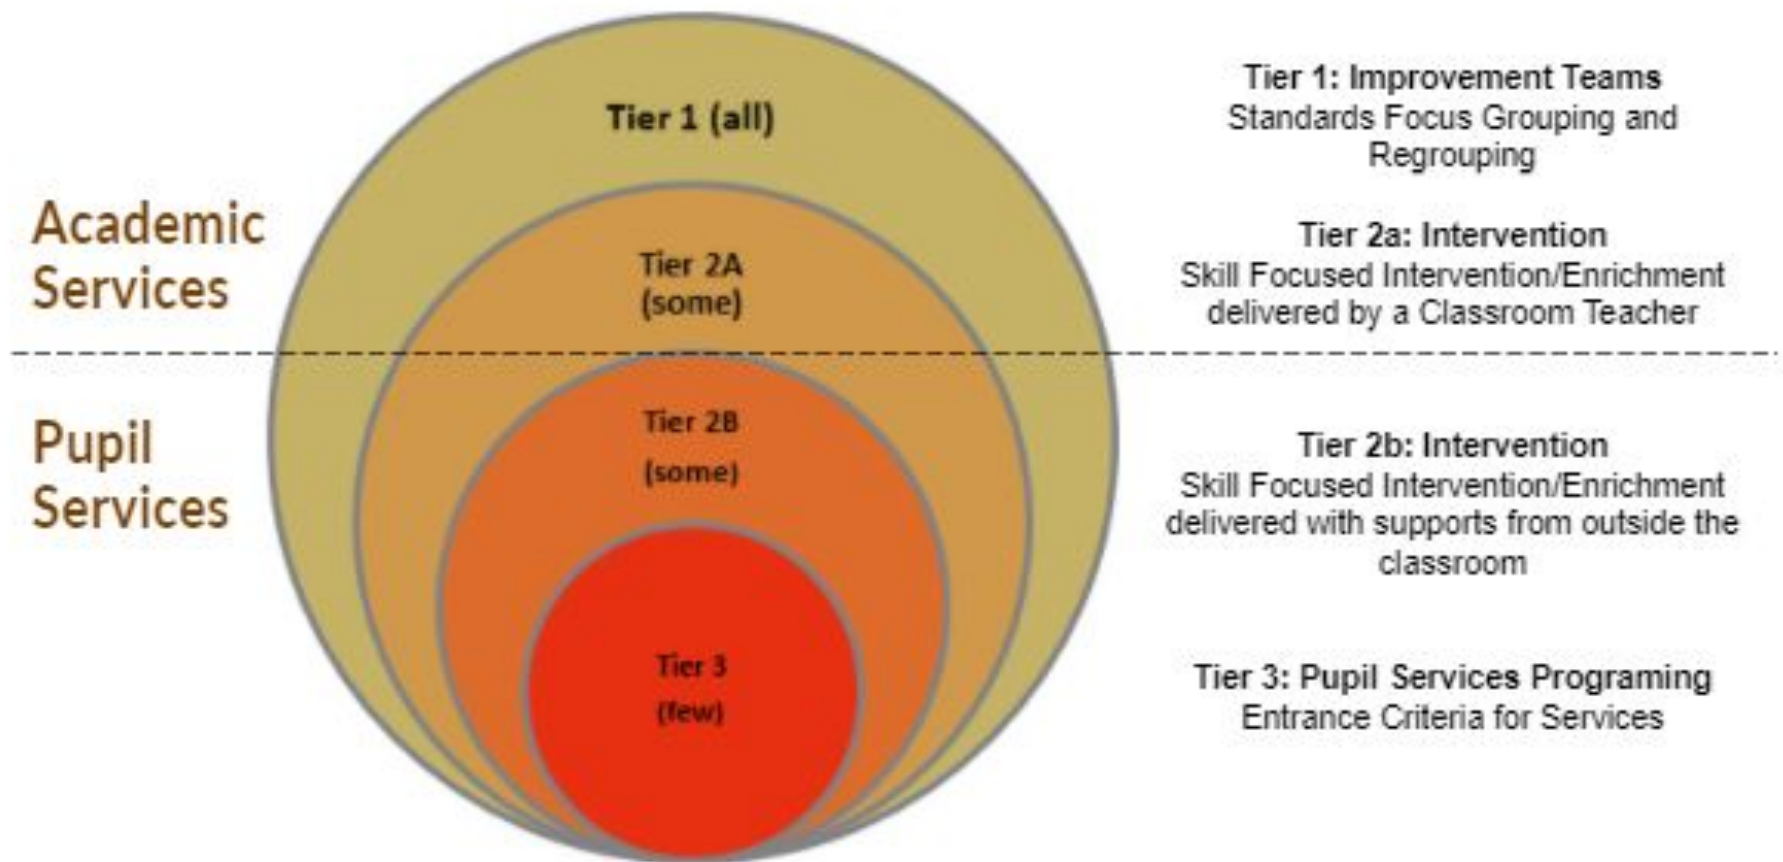 Academic
Services
Pupil
Services
Tier 1 (all)
Tier 2A
(some)
Tier 2B
(some)
Tier 3
(few)
Tier 1: Improvement Teams
Standards Focus Grouping and
Regrouping
Tier 2a: Intervention
Skill Focused Intervention/Enrichment
delivered by a Classroom Teacher
Tier 2b: Intervention
Skill Focused Intervention/Enrichment
delivered with supports from outside the
classroom
Tier 3: Pupil Services Programing
Entrance Criteria for Services